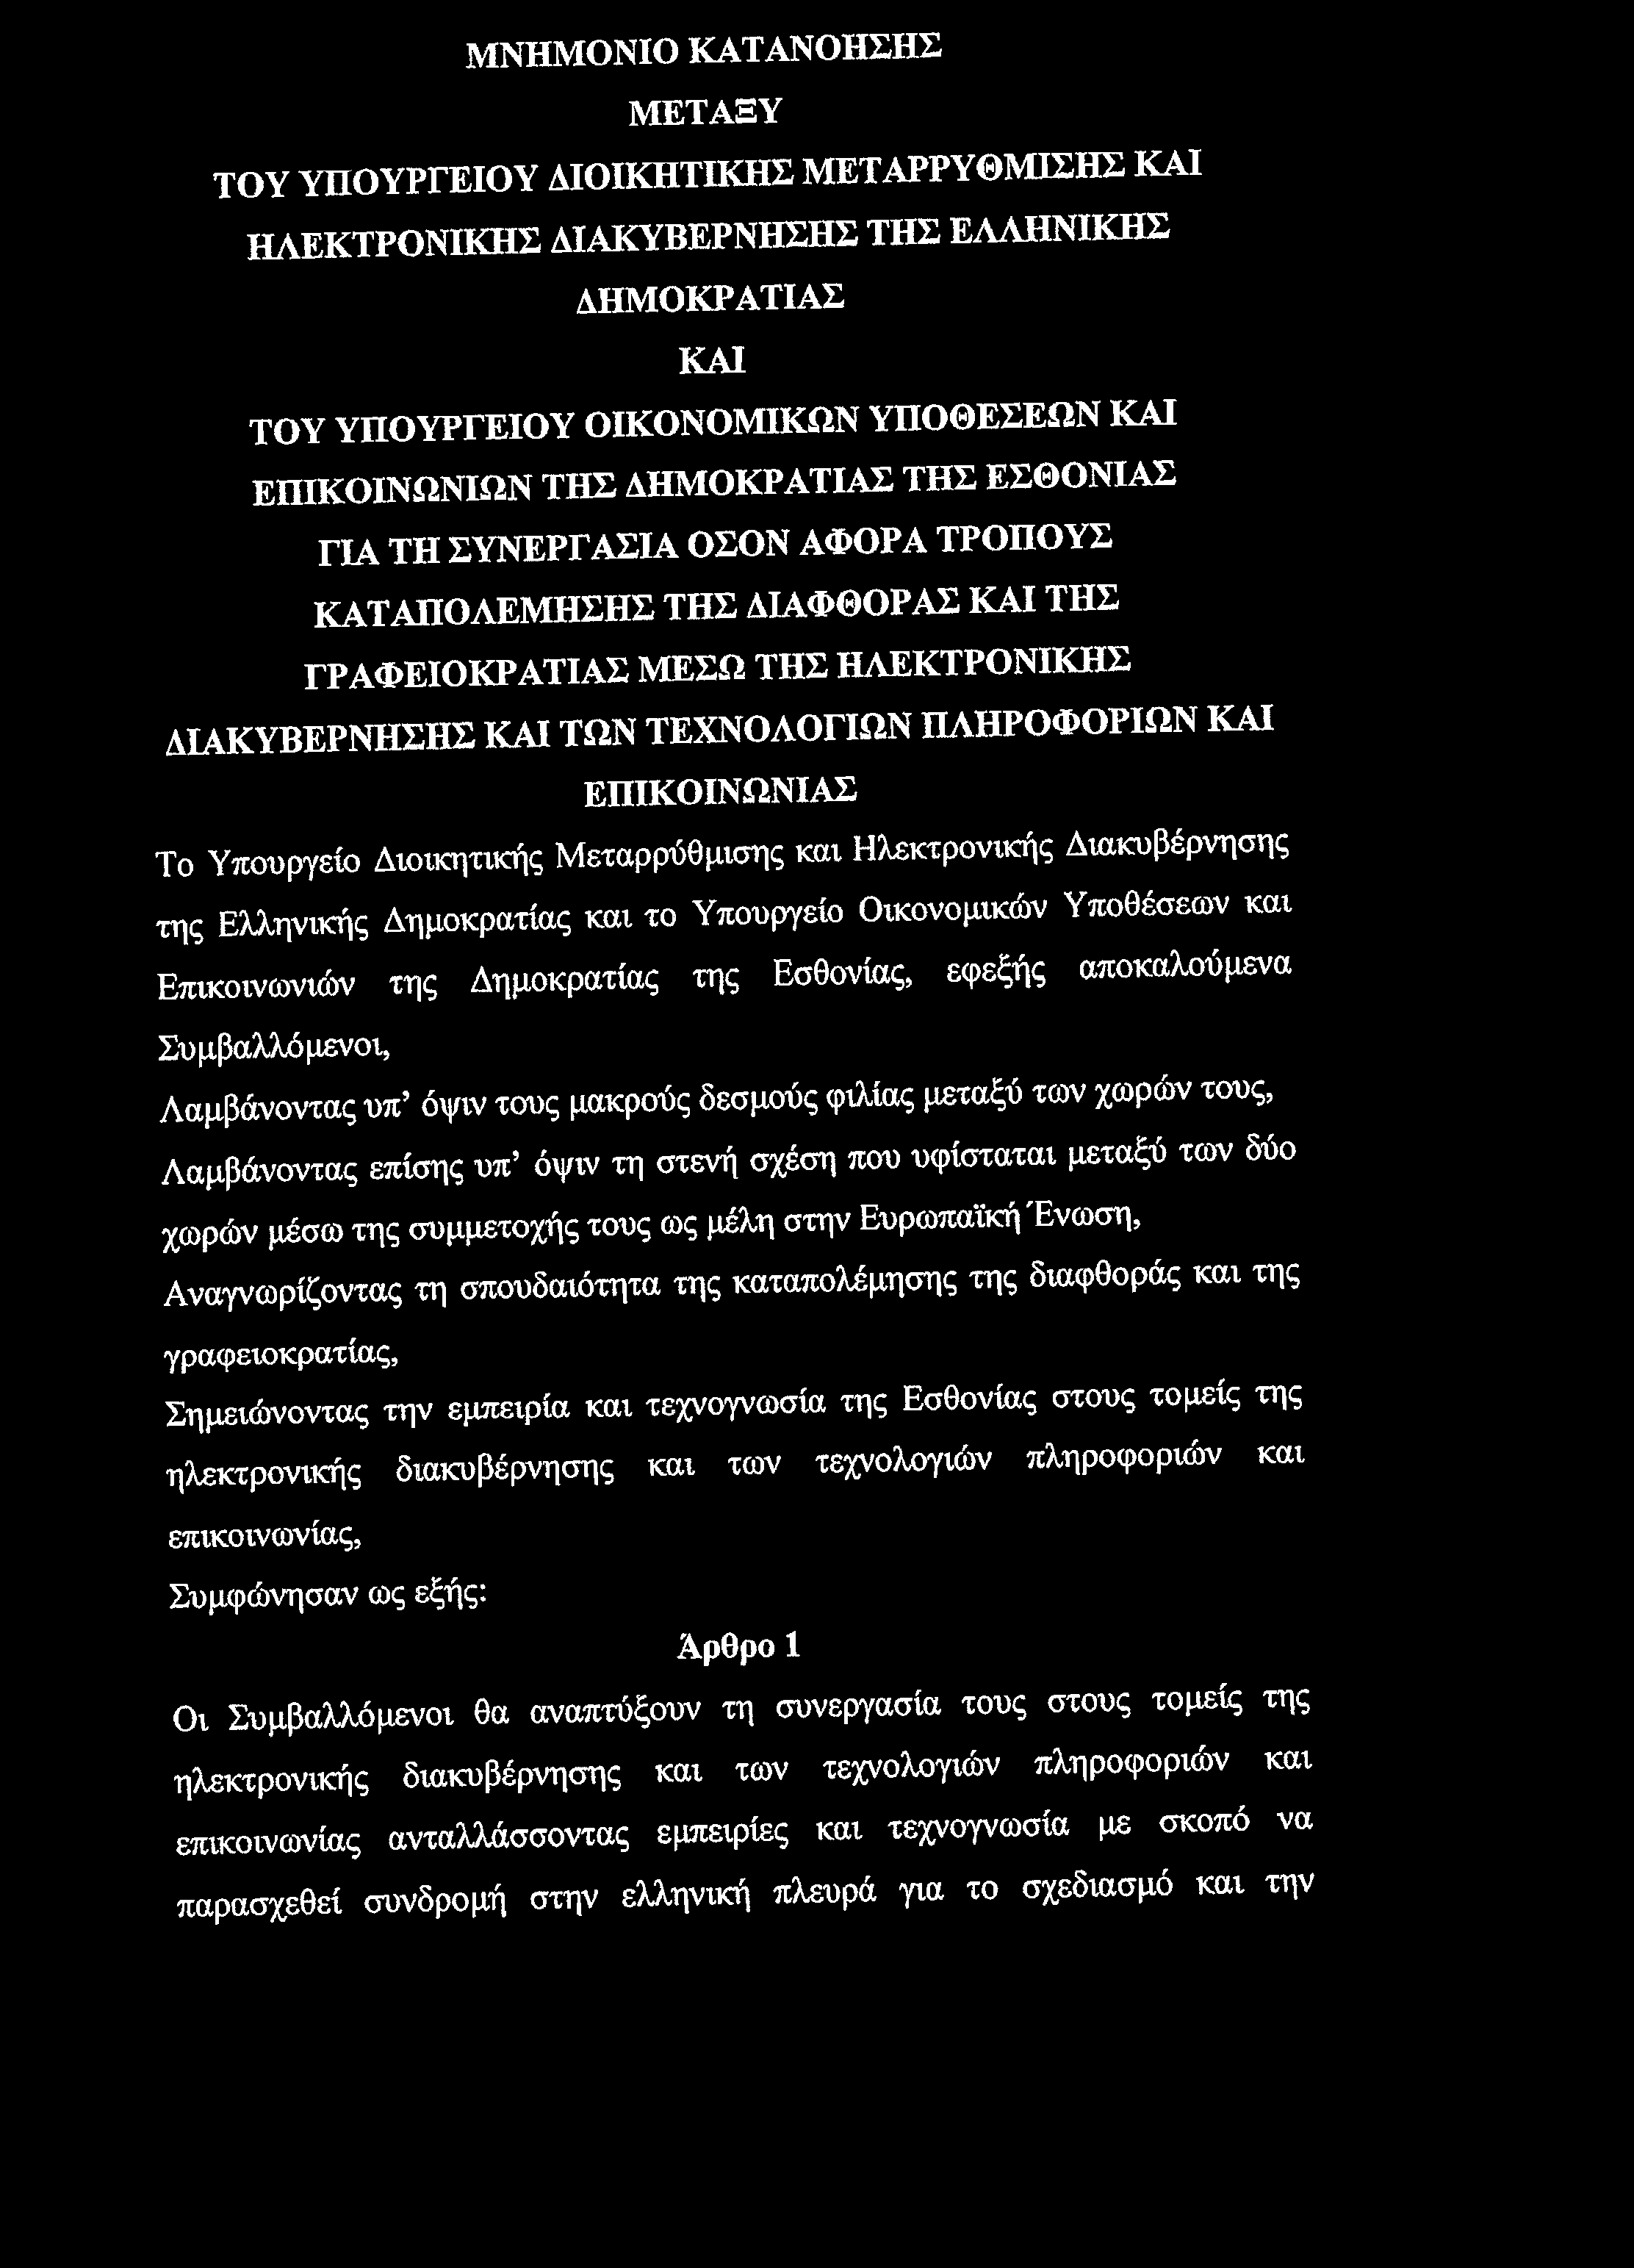 ΜΝΗΜΟΝΙΟ ΚΑΤΑΝΟΗΣΗΣ
ΜΕΤΑΞΥ
ΤΟΥ ΥΠΟΥΡΓΕΙΟΥ ΔΙΟΙΚΗΤΙΚΗΣ ΜΕΤΑΡΡΥΘΜΙΣΗΣ ΚΑΙ
ΗΛΕΚΤΡΟΝΙΚΗΣ ΔΙΑΚΥΒΕΡΝΗΣΗΣ ΤΗΣ ΕΛΛΗΝΙΚΗΣ
ΔΗΜΟΚΡΑΤΙΑΣ
ΚΑΙ
ΤΟΥ ΥΠΟΥΡΓΕΙΟΥ ΟΙΚΟΝΟΜΙΚΩΝ ΥΠΟΘΕΣΕΩΝ ΚΑΙ
ΕΠΙΚΟΙΝΩΝΙΩΝ ΤΗΣ ΔΗΜΟΚΡΑΤΙΑΣ ΤΗΣ ΕΣΘΟΝΙΑΣ
ΓΙΑ ΤΗ ΣΥΝΕΡΓΑΣΙΑ ΟΣΟΝ ΑΦΟΡΑ ΤΡΟΠΟΥΣ
ΚΑΤΑΠΟΛΕΜΗΣΗΣ ΤΗΣ ΔΙΑΦΘΟΡΑΣ ΚΑΙ ΤΗΣ
ΓΡΑΦΕΙΟΚΡΑΤΙΑΣ ΜΕΣΩ ΤΗΣ ΗΛΕΚΤΡΟΝΙΚΗΣ
ΔΙΑΚΥΒΕΡΝΗΣΗΣ ΚΑΙ ΤΩΝ ΤΕΧΝΟΛΟΓΙΩΝ ΠΛΗΡΟΦΟΡΙΩΝ ΚΑΙ
ΕΠΙΚΟΙΝΩΝΙΑΣ
Το Υπουργείο Διοικητικής Μεταρρύθμισης και Ηλεκτρονικής Διακυβέρνησης
της Ελληνικής Δημοκρατίας και το Υπουργείο Οικονομικών Υποθέσεων και
Επικοινωνιών της Δημοκρατίας της Εσθονίας, εφεξής αποκαλούμενα
Συμβαλλόμενοι,
Λαμβάνοντας υπ’ όψιν τους μακρούς δεσμούς φιλίας μεταξύ των χωρών τους,
Λαμβάνοντας επίσης υπ’ όψιν τη στενή σχέση που υφίσταται μεταξύ των δύο
χωρών μέσω της συμμετοχής τους ως μέλη στην Ευρωπαϊκή Ένωση,
Αναγνωρίζοντας τη σπουδαιότητα της καταπολέμησης της διαφθοράς και της
γραφειοκρατίας,
Σημειώνοντας την εμπειρία και τεχνογνωσία της Εσθονίας στους τομείς της
ηλεκτρονικής διακυβέρνησης και των τεχνολογιών πληροφοριών και
επικοινωνίας,
Συμφώνησαν ως εξής:
Άρθρο 1
Οι Συμβαλλόμενοι θα αναπτύξουν τη συνεργασία τους στους τομείς της
ηλεκτρονικής διακυβέρνησης και των τεχνολογιών πληροφοριών και
επικοινωνίας ανταλλάσσοντας εμπειρίες και τεχνογνωσία με σκοπό να
παρασχεθεί συνδρομή στην ελληνική πλευρά για το σχεδιασμό και την